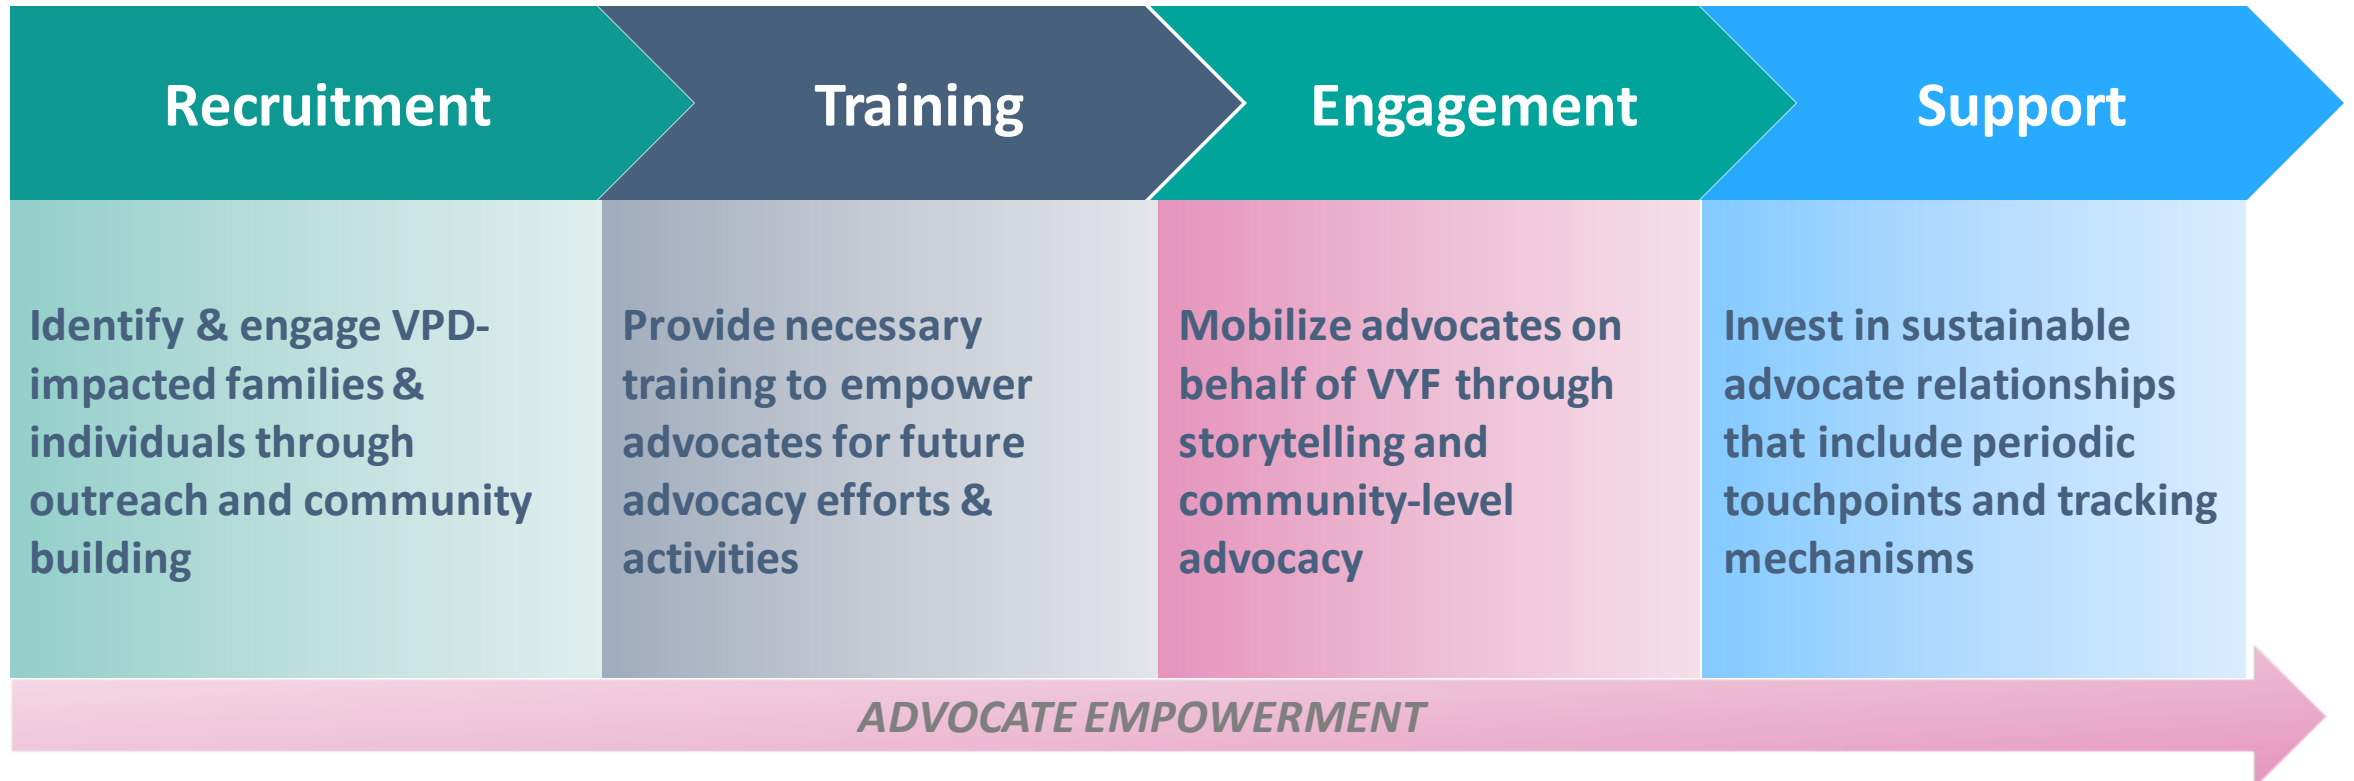 Recruitment
Training
Engagement
Support
Identify & engage VPD-
impacted families &
individuals through
outreach and community
building
Provide necessary
training to empower
advocates for future
advocacy efforts &
activities
Mobilize advocates on
behalf of VYF through
storytelling and
community-level
advocacy
Invest in sustainable
advocate relationships
that include periodic
touchpoints and tracking
mechanisms
ADVOCATE EMPOWERMENT